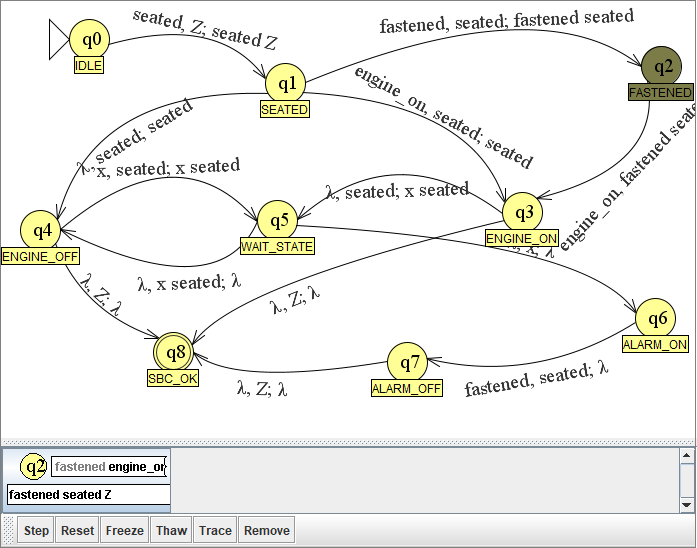 q0
IDLE
seated, Z; seated Z
q1
SEATED
fastened, seated; fastened seated
q2
FASTENED
engine_on, seated; seated
λ, seated; seated
x, seated; x seated
λ, seated; x seated
engine_on, fastened seate
q4
ENGINE_OFF
q5
WAIT_STATE
q3
ENGINE_ON
λ, x seated; λ
x, λ
λ, Z; λ
λ, Z; λ
q6
ALARM_ON
q8
SBC_OK
q7
ALARM_OFF
λ, Z; λ
fastened, seated; λ
q2
fastened engine_on
fastened seated Z
Step Reset Freeze Thaw Trace Remove